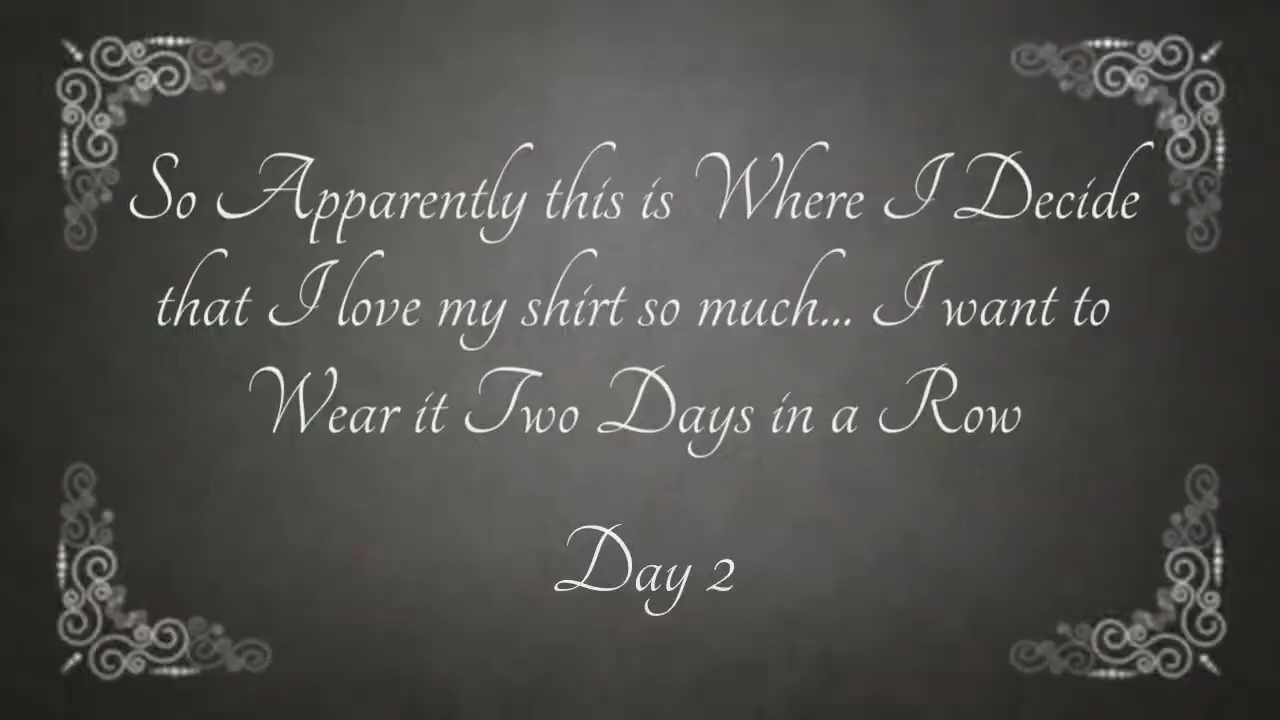 So Apparently this is Where I Decide
that I love my shirt so much... I want to
Wear it Two Days in a Row
Day 2